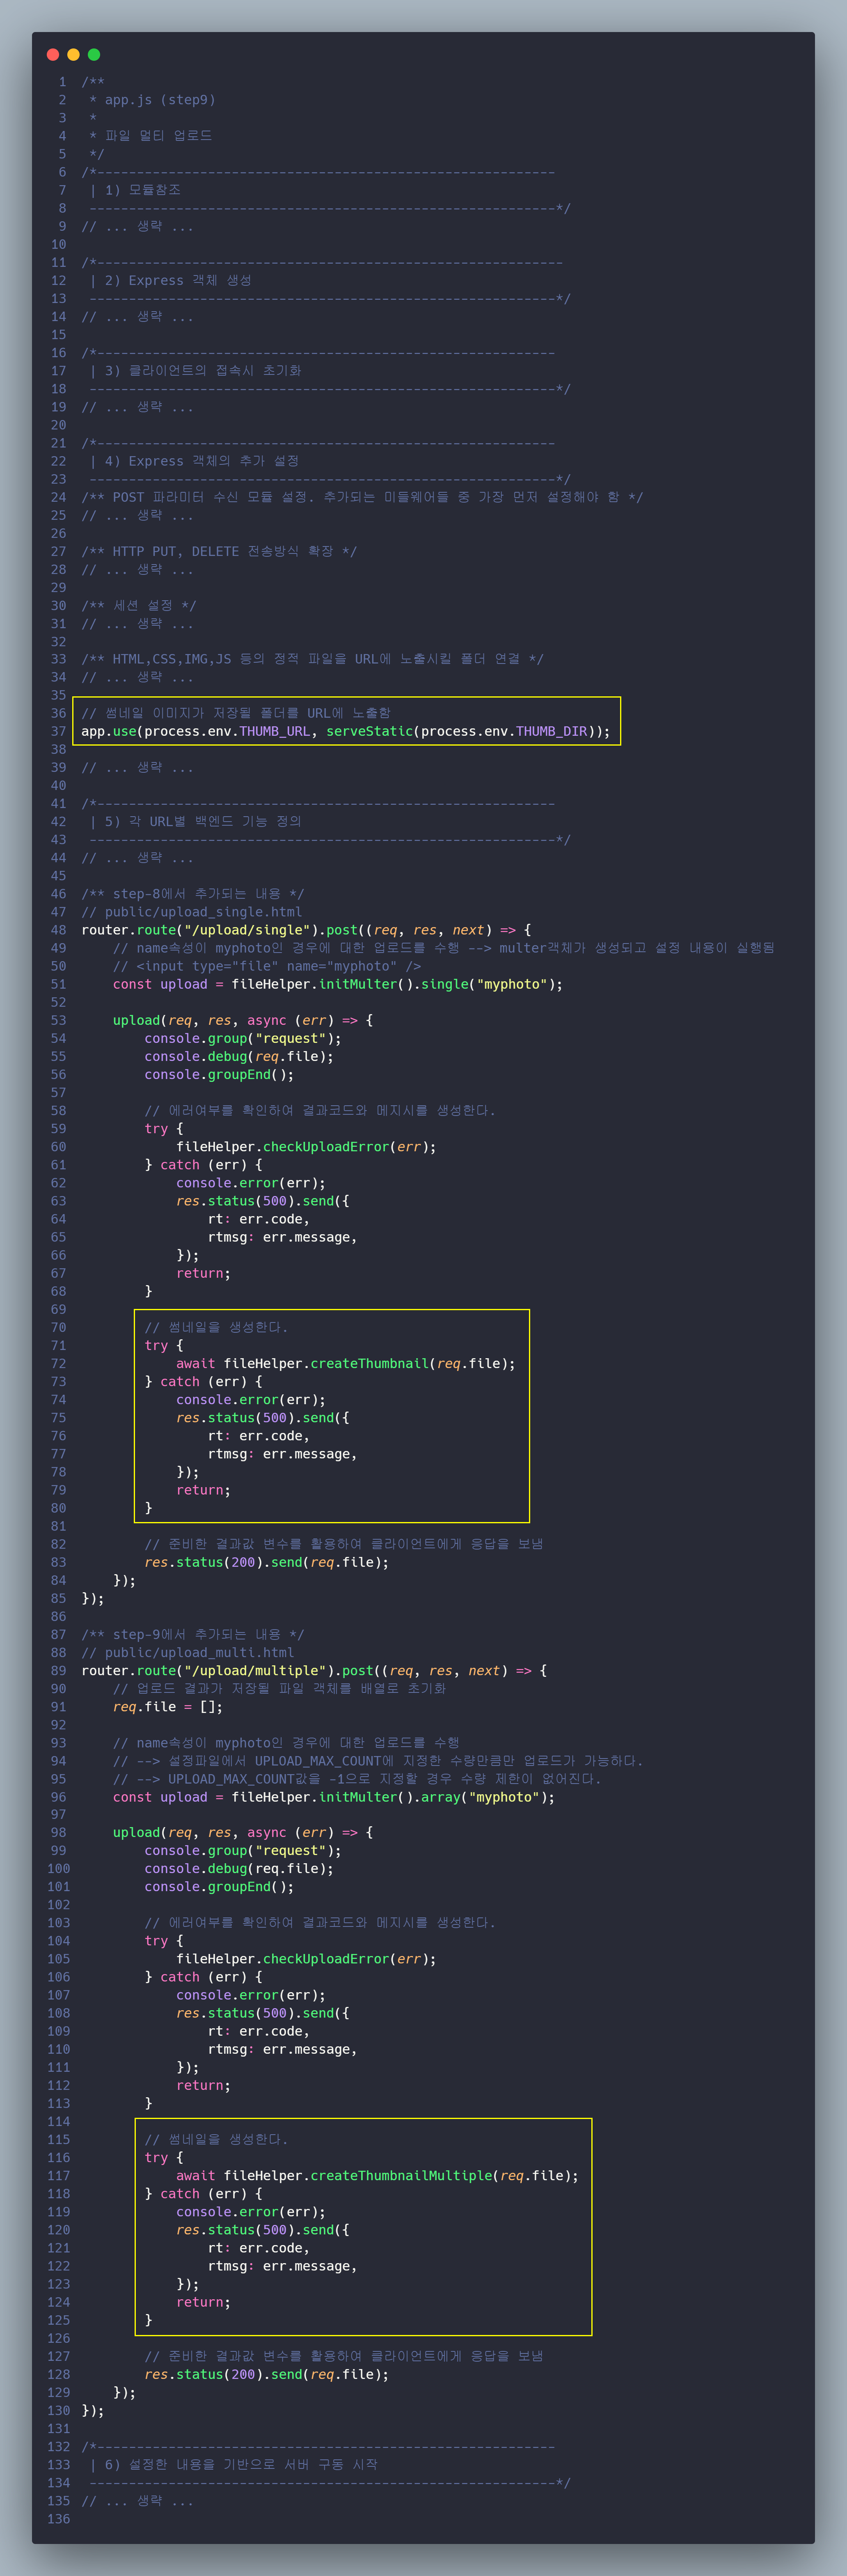 1 /**
2  * app.js (step9)
3  *
4  * 파일 멀티 업로드
5  */
6 /*----------------------------------------------------------
7  | 1) 모듈참조
8  -----------------------------------------------------------*/
9 // ... 생략 ...
10
11 /*-----------------------------------------------------------
12  | 2) Express 객체 생성
13  -----------------------------------------------------------*/
14 // ... 생략 ...
15
16 /*----------------------------------------------------------
17  | 3) 클라이언트의 접속시 초기화
18  -----------------------------------------------------------*/
19 // ... 생략 ...
20
21 /*----------------------------------------------------------
22  | 4) Express 객체의 추가 설정
23  -----------------------------------------------------------*/
24 /** POST 파라미터 수신 모듈 설정. 추가되는 미들웨어들 중 가장 먼저 설정해야 함 */
25 // ... 생략 ...
26
27 /** HTTP PUT, DELETE 전송방식 확장 */
28 // ... 생략 ...
29
30 /** 세션 설정 */
31 // ... 생략 ...
32
33 /** HTML,CSS,IMG,JS 등의 정적 파일을 URL에 노출시킬 폴더 연결 */
34 // ... 생략 ...
35
36 // 썸네일 이미지가 저장될 폴더를 URL에 노출함
37 app.use(process.env.THUMB_URL, serveStatic(process.env.THUMB_DIR));
38
39 // ... 생략 ...
40
41 /*----------------------------------------------------------
42  | 5) 각 URL별 백엔드 기능 정의
43  -----------------------------------------------------------*/
44 // ... 생략 ...
45
46 /** step-8에서 추가되는 내용 */
47 // public/upload_single.html
48 router.route("/upload/single").post((req, res, next) => {
49     // name속성이 myphoto인 경우에 대한 업로드를 수행 --> multer객체가 생성되고 설정 내용이 실행됨
50     // <input type="file" name="myphoto" />
51     const upload = fileHelper.initMulter().single("myphoto");
52
53     upload(req, res, async (err) => {
54         console.group("request");
55         console.debug(req.file);
56         console.groupEnd();
57
58         // 에러여부를 확인하여 결과코드와 메지시를 생성한다.
59         try {
60             fileHelper.checkUploadError(err);
61         } catch (err) {
62             console.error(err);
63             res.status(500).send({
64                 rt: err.code,
65                 rtmsg: err.message,
66             });
67             return;
68         }
69
70         // 썸네일을 생성한다.
71         try {
72             await fileHelper.createThumbnail(req.file);
73         } catch (err) {
74             console.error(err);
75             res.status(500).send({
76                 rt: err.code,
77                 rtmsg: err.message,
78             });
79             return;
80         }
81
82         // 준비한 결과값 변수를 활용하여 클라이언트에게 응답을 보냄
83         res.status(200).send(req.file);
84     });
85 });
86
87 /** step-9에서 추가되는 내용 */
88 // public/upload_multi.html
89 router.route("/upload/multiple").post((req, res, next) => {
90     // 업로드 결과가 저장될 파일 객체를 배열로 초기화
91     req.file = [];
92
93     // name속성이 myphoto인 경우에 대한 업로드를 수행
94     // --> 설정파일에서 UPLOAD_MAX_COUNT에 지정한 수량만큼만 업로드가 가능하다.
95     // --> UPLOAD_MAX_COUNT값을 -1으로 지정할 경우 수량 제한이 없어진다.
96     const upload = fileHelper.initMulter().array("myphoto");
97
98     upload(req, res, async (err) => {
99         console.group("request");
100         console.debug(req.file);
101         console.groupEnd();
102
103         // 에러여부를 확인하여 결과코드와 메지시를 생성한다.
104         try {
105             fileHelper.checkUploadError(err);
106         } catch (err) {
107             console.error(err);
108             res.status(500).send({
109                 rt: err.code,
110                 rtmsg: err.message,
111             });
112             return;
113         }
114
115         // 썸네일을 생성한다.
116         try {
117             await fileHelper.createThumbnailMultiple(req.file);
118         } catch (err) {
119             console.error(err);
120             res.status(500).send({
121                 rt: err.code,
122                 rtmsg: err.message,
123             });
124             return;
125         }
126
127         // 준비한 결과값 변수를 활용하여 클라이언트에게 응답을 보냄
128         res.status(200).send(req.file);
129     });
130 });
131
132 /*----------------------------------------------------------
133  | 6) 설정한 내용을 기반으로 서버 구동 시작
134  -----------------------------------------------------------*/
135 // ... 생략 ...
136